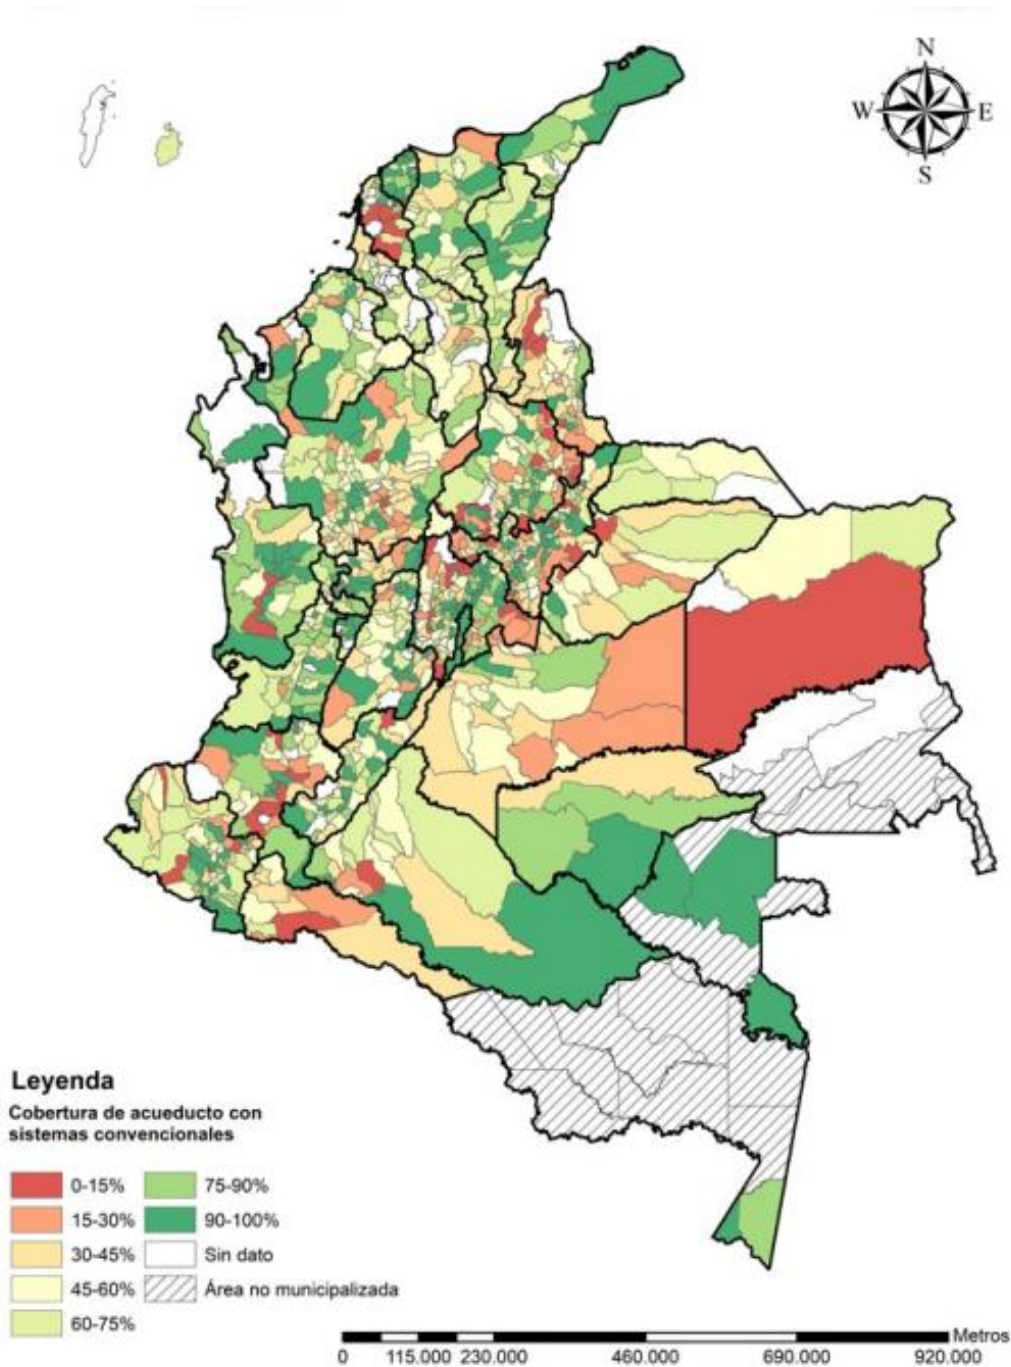 N
W E
S
Leyenda
Cobertura de acueducto con
sistemas convencionales
0-15% 75-90%
15-30% 90-100%
30-45% Sin dato
45-60% Área no municipalizada
60-75%
Metros
0 115.000 230.000 460.000 690.000 920.000